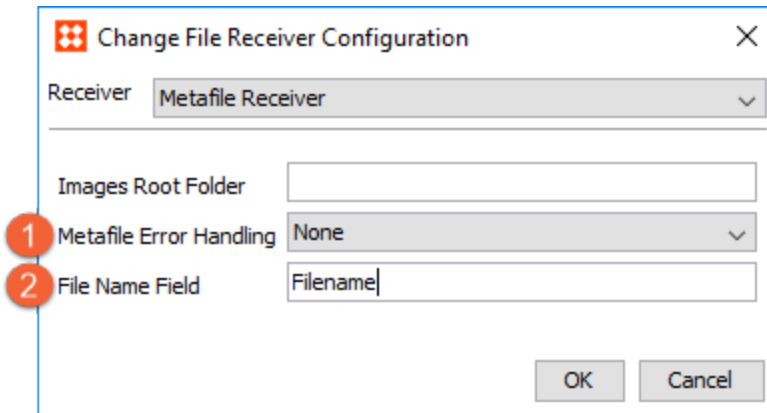 Change File Receiver Configuration
Receiver Metafile Receiver
Images Root Folder
1 Metafile Error Handling None
2 File Name Field Filename
OK Cancel